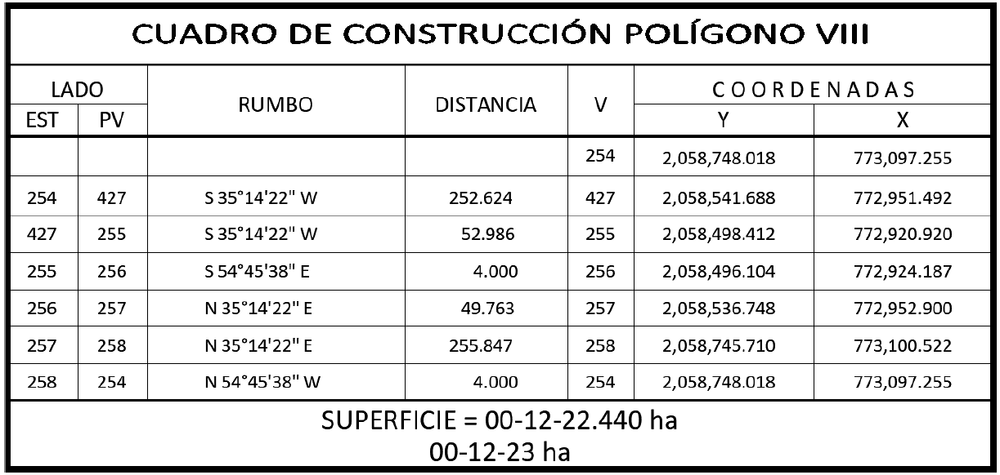 CUADRO DE CONSTRUCCIÓN POLÍGONO VIII
LADO RUMBO DISTANCIA V C O O R D E N A D A S
EST PV Y X
254 2,058,748.018 773,097.255
254 427 S 35°14'22" W 252.624 427 2,058,541.688 772,951.492
427 255 S 35°14'22" W 52.986 255 2,058,498.412 772,920.920
255 256 S 54°45'38" E 4.000 256 2,058,496.104 772,924.187
256 257 N 35°14'22" E 49.763 257 2,058,536.748 772,952.900
257 258 N 35°14'22" E 255.847 258 2,058,745.710 773,100.522
258 254 N 54°45'38" W 4.000 254 2,058,748.018 773,097.255
SUPERFICIE = 00-12-22.440 ha
00-12-23 ha